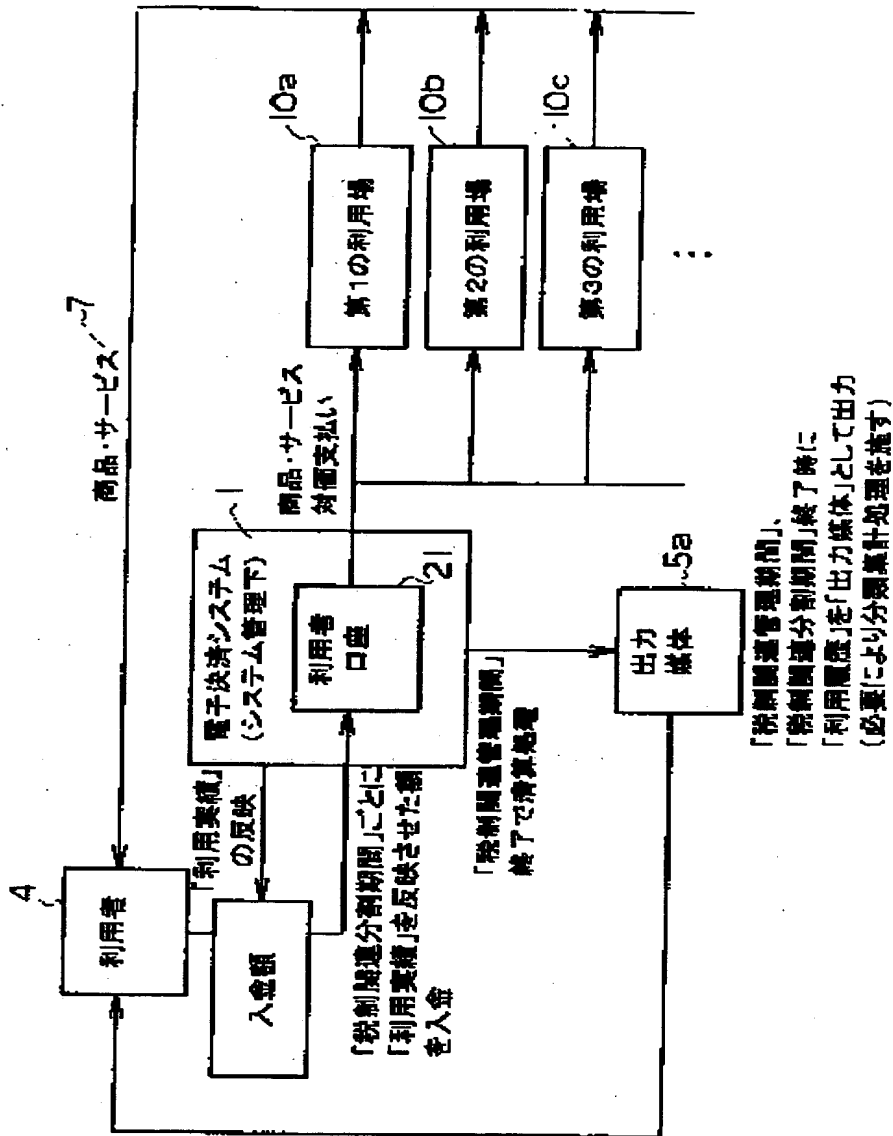 商品・サービス
7
4
利用者
「利用実績」
の反映
入金額
「税制関連分割期間」ごとに
「利用実績」を反映させた額
を入金
1
電子決済システム
(システム管理下)
利用者
口座
21
商品・サービス
対価支払い
第1の利用場
10a
第2の利用場
10b
第3の利用場
10c
「税制関連管理期間」
終了で清算処理
出力
媒体
5a
「税制関連管理期間」、
「税制関連分割期間」終了時に
「利用履歴」を「出力媒体」として出力
(必要により分類集計処理を施す)